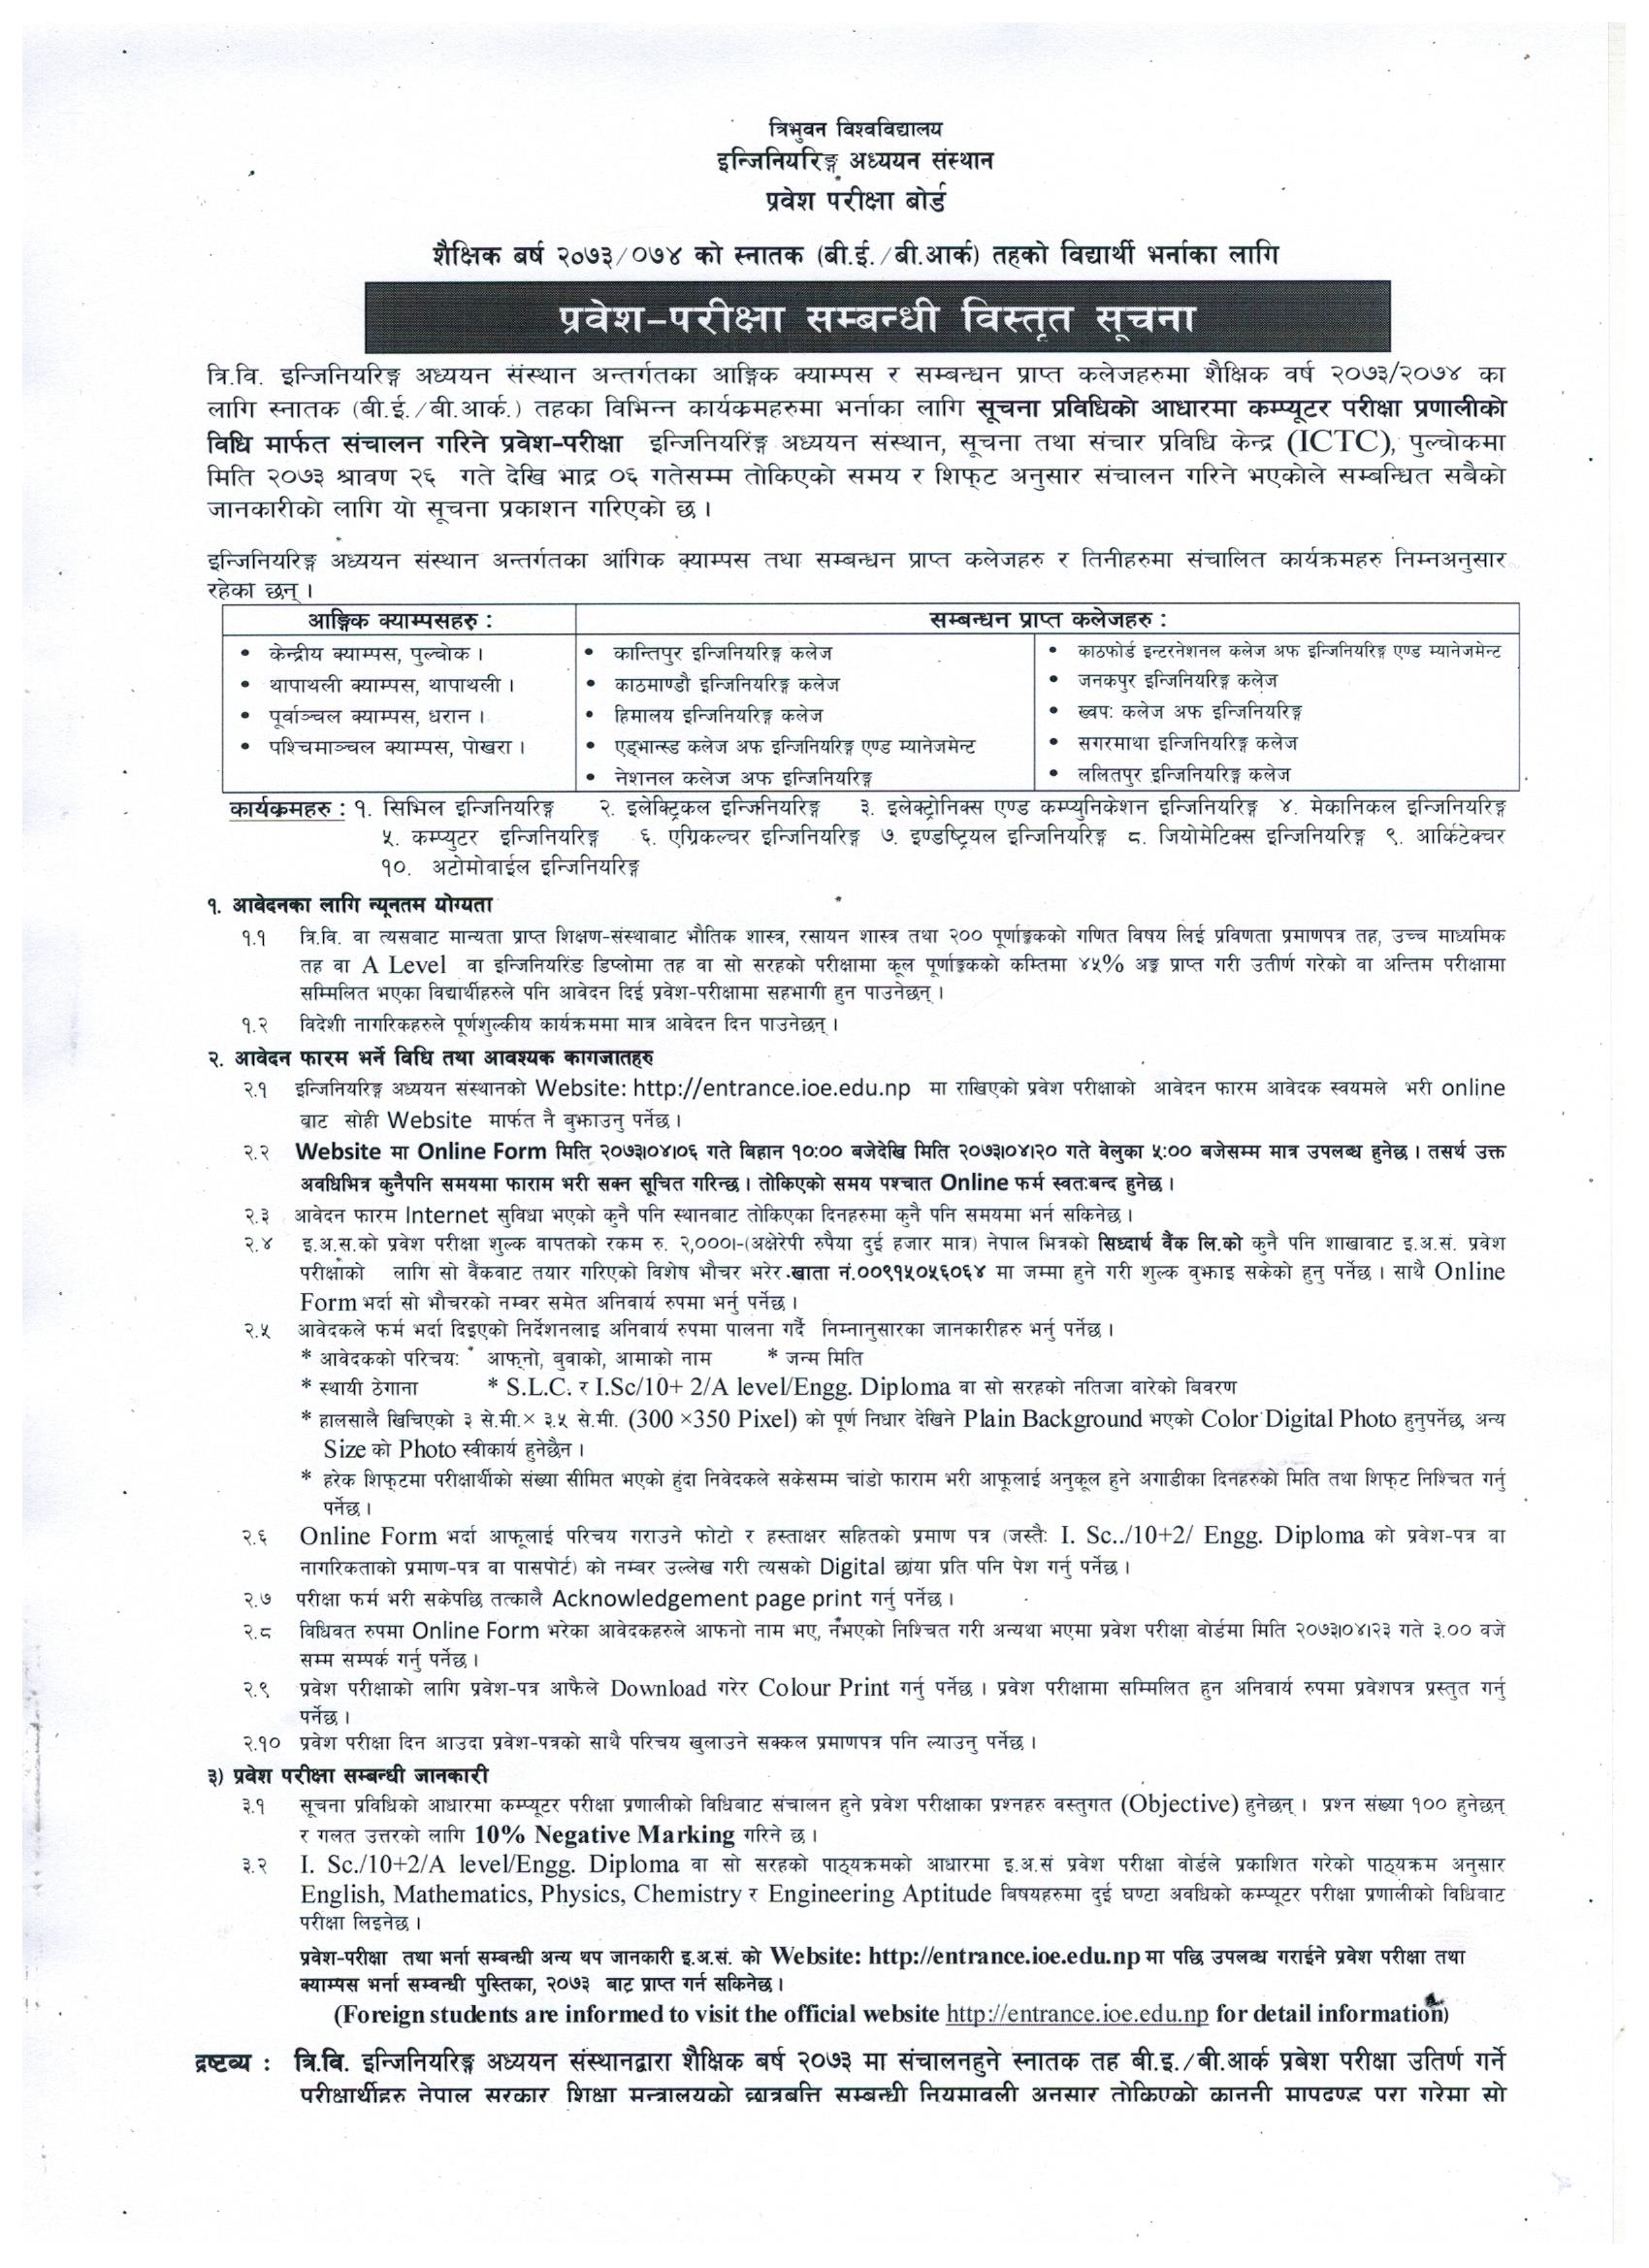 त्रिभुवन विश्वविद्यालय
इन्जिनियरिङ्ग अध्ययन संस्थान
प्रवेश परीक्षा बोर्ड
शैक्षिक बर्ष २०७३/०७४ को स्नातक (बी.ई./बी.आर्क) तहको विद्यार्थी भर्नाका लागि
प्रवेश-परीक्षा सम्बन्धी विस्तृत सूचना
त्रि.वि. इन्जिनियरिङ्ग अध्ययन संस्थान अन्तर्गतका आङ्गिक क्याम्पस र सम्बन्धन प्राप्त कलेजहरुमा शैक्षिक वर्ष २०७३/२०७४ का
लागि स्नातक (बी.ई./बी.आर्क.) तहका विभिन्न कार्यक्रमहरुमा भर्नाका लागि सूचना प्रविधिको आधारमा कम्प्यूटर परीक्षा प्रणालीको
विधि मार्फत संचालन गरिने प्रवेश-परीक्षा इन्जिनियरिंङ्ग अध्ययन संस्थान, सूचना तथा संचार प्रविधि केन्द्र (ICTC), पुल्चोकमा
मिति २०७३ श्रावण २६ गते देखि भाद्र ०६ गतेसम्म तोकिएको समय र शिफ्ट अनुसार संचालन गरिने भएकोले सम्बन्धित सबैको
जानकारीको लागि यो सूचना प्रकाशन गरिएको छ ।
इन्जिनियरिङ्ग अध्ययन संस्थान अन्तर्गतका आंगिक क्याम्पस तथा सम्बन्धन प्राप्त कलेजहरु र तिनीहरुमा संचालित कार्यक्रमहरु निम्नअनुसार
रहेका छन् ।
आङ्गिक क्याम्पसहरु :
सम्बन्धन प्राप्त कलेजहरु :
• केन्द्रीय क्याम्पस, पुल्चोक ।
• थापाथली क्याम्पस, थापाथली ।
• पूर्वाञ्चल क्याम्पस, धरान ।
• पश्चिमाञ्चल क्याम्पस, पोखरा ।
• कान्तिपुर इन्जिनियरिङ्ग कलेज
• काठमाण्डौ इन्जिनियरिङ्ग कलेज
• हिमालय इन्जिनियरिङ्ग कलेज
• एड्भान्स्ड कलेज अफ इन्जिनियरिङ्ग एण्ड म्यानेजमेन्ट
• नेशनल कलेज अफ इन्जिनियरिङ्ग
• काठफोर्ड इन्टरनेशनल कलेज अफ इन्जिनियरिङ्ग एण्ड म्यानेजमेन्ट
• जनकपुर इन्जिनियरिङ्ग कलेज
• ख्वपः कलेज अफ इन्जिनियरिङ्ग
• सगरमाथा इन्जिनियरिङ्ग कलेज
• ललितपुर इन्जिनियरिङ्ग कलेज
कार्यक्रमहरु : १. सिभिल इन्जिनियरिङ्ग २. इलेक्ट्रिकल इन्जिनियरिङ्ग ३. इलेक्ट्रोनिक्स एण्ड कम्प्युनिकेशन इन्जिनियरिङ्ग ४. मेकानिकल इन्जिनियरिङ्ग
५. कम्प्युटर इन्जिनियरिङ्ग ६. एग्रिकल्चर इन्जिनियरिङ्ग ७. इण्डष्ट्रियल इन्जिनियरिङ्ग ८. जियोमेटिक्स इन्जिनियरिङ्ग ९. आर्किटेक्चर
१०. अटोमोवाईल इन्जिनियरिङ्ग
१. आवेदनका लागि न्यूनतम योग्यता
१.१ त्रि.वि. वा त्यसबाट मान्यता प्राप्त शिक्षण-संस्थाबाट भौतिक शास्त्र, रसायन शास्त्र तथा २०० पूर्णाङ्कको गणित विषय लिई प्रविणता प्रमाणपत्र तह, उच्च माध्यमिक
तह वा A Level वा इन्जिनियरिंङ डिप्लोमा तह वा सो सरहको परीक्षामा कूल पूर्णाङ्कको कम्तिमा ४५% अङ्क प्राप्त गरी उतीर्ण गरेको वा अन्तिम परीक्षामा
सम्मिलित भएका विद्यार्थीहरुले पनि आवेदन दिई प्रवेश-परीक्षामा सहभागी हुन पाउनेछन् ।
१.२ विदेशी नागरिकहरुले पूर्णशुल्कीय कार्यक्रममा मात्र आवेदन दिन पाउनेछन् ।
२. आवेदन फारम भर्ने विधि तथा आवश्यक कागजातहरु
२.१ इन्जिनियरिङ्ग अध्ययन संस्थानको Website: http://entrance.ioe.edu.np मा राखिएको प्रवेश परीक्षाको आवेदन फारम आवेदक स्वयमले भरी online
बाट सोही Website मार्फत नै बुझाउनु पर्नेछ ।
२.२ Website मा Online Form मिति २०७३।०४।०६ गते बिहान १०:०० बजेदेखि मिति २०७३।०४।२० गते वेलुका ५:०० बजेसम्म मात्र उपलब्ध हुनेछ । तसर्थ उक्त
अवधिभित्र कुनैपनि समयमा फाराम भरी सक्न सूचित गरिन्छ । तोकिएको समय पश्चात Online फर्म स्वतःबन्द हुनेछ ।
२.३ आवेदन फारम Internet सुविधा भएको कुनै पनि स्थानबाट तोकिएका दिनहरुमा कुनै पनि समयमा भर्न सकिनेछ ।
२.४ इ.अ.स.को प्रवेश परीक्षा शुल्क वापतको रकम रु. २,०००।-(अक्षेरेपी रुपैया दुई हजार मात्र) नेपाल भित्रको सिध्दार्थ बैंक लि.को कुनै पनि शाखावाट इ.अ.सं. प्रवेश
परीक्षाको लागि सो वैंकवाट तयार गरिएको विशेष भौचर भरेर खाता नं.००९१५०५६०६४ मा जम्मा हुने गरी शुल्क वुझाइ सकेको हुनु पर्नेछ । साथै Online
Form भर्दा सो भौचरको नम्वर समेत अनिवार्य रुपमा भर्नु पर्नेछ ।
२.५ आवेदकले फर्म भर्दा दिइएको निर्देशनलाइ अनिवार्य रुपमा पालना गर्दै निम्नानुसारका जानकारीहरु भर्नु पर्नेछ ।
* आवेदकको परिचयः आफ्नो, बुवाको, आमाको नाम * जन्म मिति
* स्थायी ठेगाना * S.L.C. र I.Sc/10+ 2/A level/Engg. Diploma वा सो सरहको नतिजा वारेको बिवरण
* हालसालै खिचिएको ३ से.मी.× ३.५ से.मी. (300 ×350 Pixel) को पूर्ण निधार देखिने Plain Background भएको Color Digital Photo हुनुपर्नेछ, अन्य
Size को Photo स्वीकार्य हुनेछैन ।
* हरेक शिफ्टमा परीक्षार्थीको संख्या सीमित भएको हुंदा निवेदकले सकेसम्म चांडो फाराम भरी आफूलाई अनुकूल हुने अगाडीका दिनहरुको मिति तथा शिफ्ट निश्चित गर्नु
पर्नेछ ।
२.६ Online Form भर्दा आफूलाई परिचय गराउने फोटो र हस्ताक्षर सहितको प्रमाण पत्र (जस्तैः I. Sc../10+2/ Engg. Diploma को प्रवेश-पत्र वा
नागरिकताको प्रमाण-पत्र वा पासपोर्ट) को नम्वर उल्लेख गरी त्यसको Digital छांया प्रति पनि पेश गर्नु पर्नेछ ।
२.७ परीक्षा फर्म भरी सकेपछि तत्कालै Acknowledgement page print गर्नु पर्नेछ ।
२.८ विधिवत रुपमा Online Form भरेका आवेदकहरुले आफनो नाम भए, नभएको निश्चित गरी अन्यथा भएमा प्रवेश परीक्षा वोर्डमा मिति २०७३।०४।२३ गते ३.०० वजे
सम्म सम्पर्क गर्नु पर्नेछ ।
२.९ प्रवेश परीक्षाको लागि प्रवेश-पत्र आफैले Download गरेर Colour Print गर्नु पर्नेछ । प्रवेश परीक्षामा सम्मिलित हुन अनिवार्य रुपमा प्रवेशपत्र प्रस्तुत गर्नु
पर्नेछ ।
२.१० प्रवेश परीक्षा दिन आउदा प्रवेश-पत्रको साथै परिचय खुलाउने सक्कल प्रमाणपत्र पनि ल्याउनु पर्नेछ ।
३) प्रवेश परीक्षा सम्बन्धी जानकारी
३.१ सूचना प्रविधिको आधारमा कम्प्यूटर परीक्षा प्रणालीको विधिबाट संचालन हुने प्रवेश परीक्षाका प्रश्नहरु वस्तुगत (Objective) हुनेछन् । प्रश्न संख्या १०० हुनेछन्
र गलत उत्तरको लागि 10% Negative Marking गरिने छ ।
३.२ I. Sc./10+2/A level/Engg. Diploma वा सो सरहको पाठ्यक्रमको आधारमा इ.अ.सं प्रवेश परीक्षा वोर्डले प्रकाशित गरेको पाठ्यक्रम अनुसार
English, Mathematics, Physics, Chemistry र Engineering Aptitude बिषयहरुमा दुई घण्टा अवधिको कम्प्यूटर परीक्षा प्रणालीको विधिबाट
परीक्षा लिइनेछ ।
प्रवेश-परीक्षा तथा भर्ना सम्बन्धी अन्य थप जानकारी इ.अ.सं. को Website: http://entrance.ioe.edu.np मा पछि उपलव्ध गराईने प्रवेश परीक्षा तथा
क्याम्पस भर्ना सम्वन्धी पुस्तिका, २०७३ बाट प्राप्त गर्न सकिनेछ ।
(Foreign students are informed to visit the official website http://entrance.ioe.edu.np for detail information)
द्रष्टव्य : त्रि.वि. इन्जिनियरिङ्ग अध्ययन संस्थानद्वारा शैक्षिक बर्ष २०७३ मा संचालनहुने स्नातक तह बी.इ./बी.आर्क प्रबेश परीक्षा उतिर्ण गर्ने
परीक्षार्थीहरु नेपाल सरकार शिक्षा मन्त्रालयको छात्रबत्ति सम्बन्धी नियमावली अनसार तोकिएको काननी मापदण्ड परा गरेमा सो